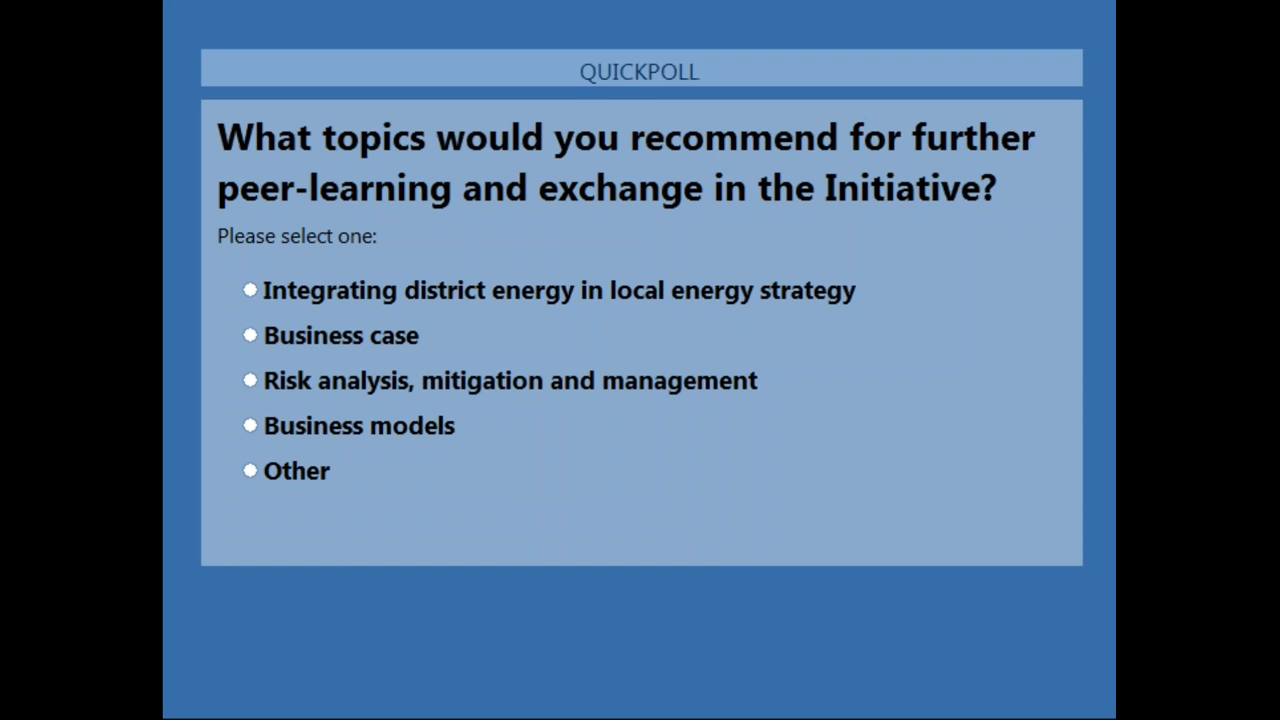 QUICKPOLL
What topics would you recommend for further
peer-learning and exchange in the Initiative?
Please select one:
Integrating district energy in local energy strategy
Business case
Risk analysis, mitigation and management
Business models
Other